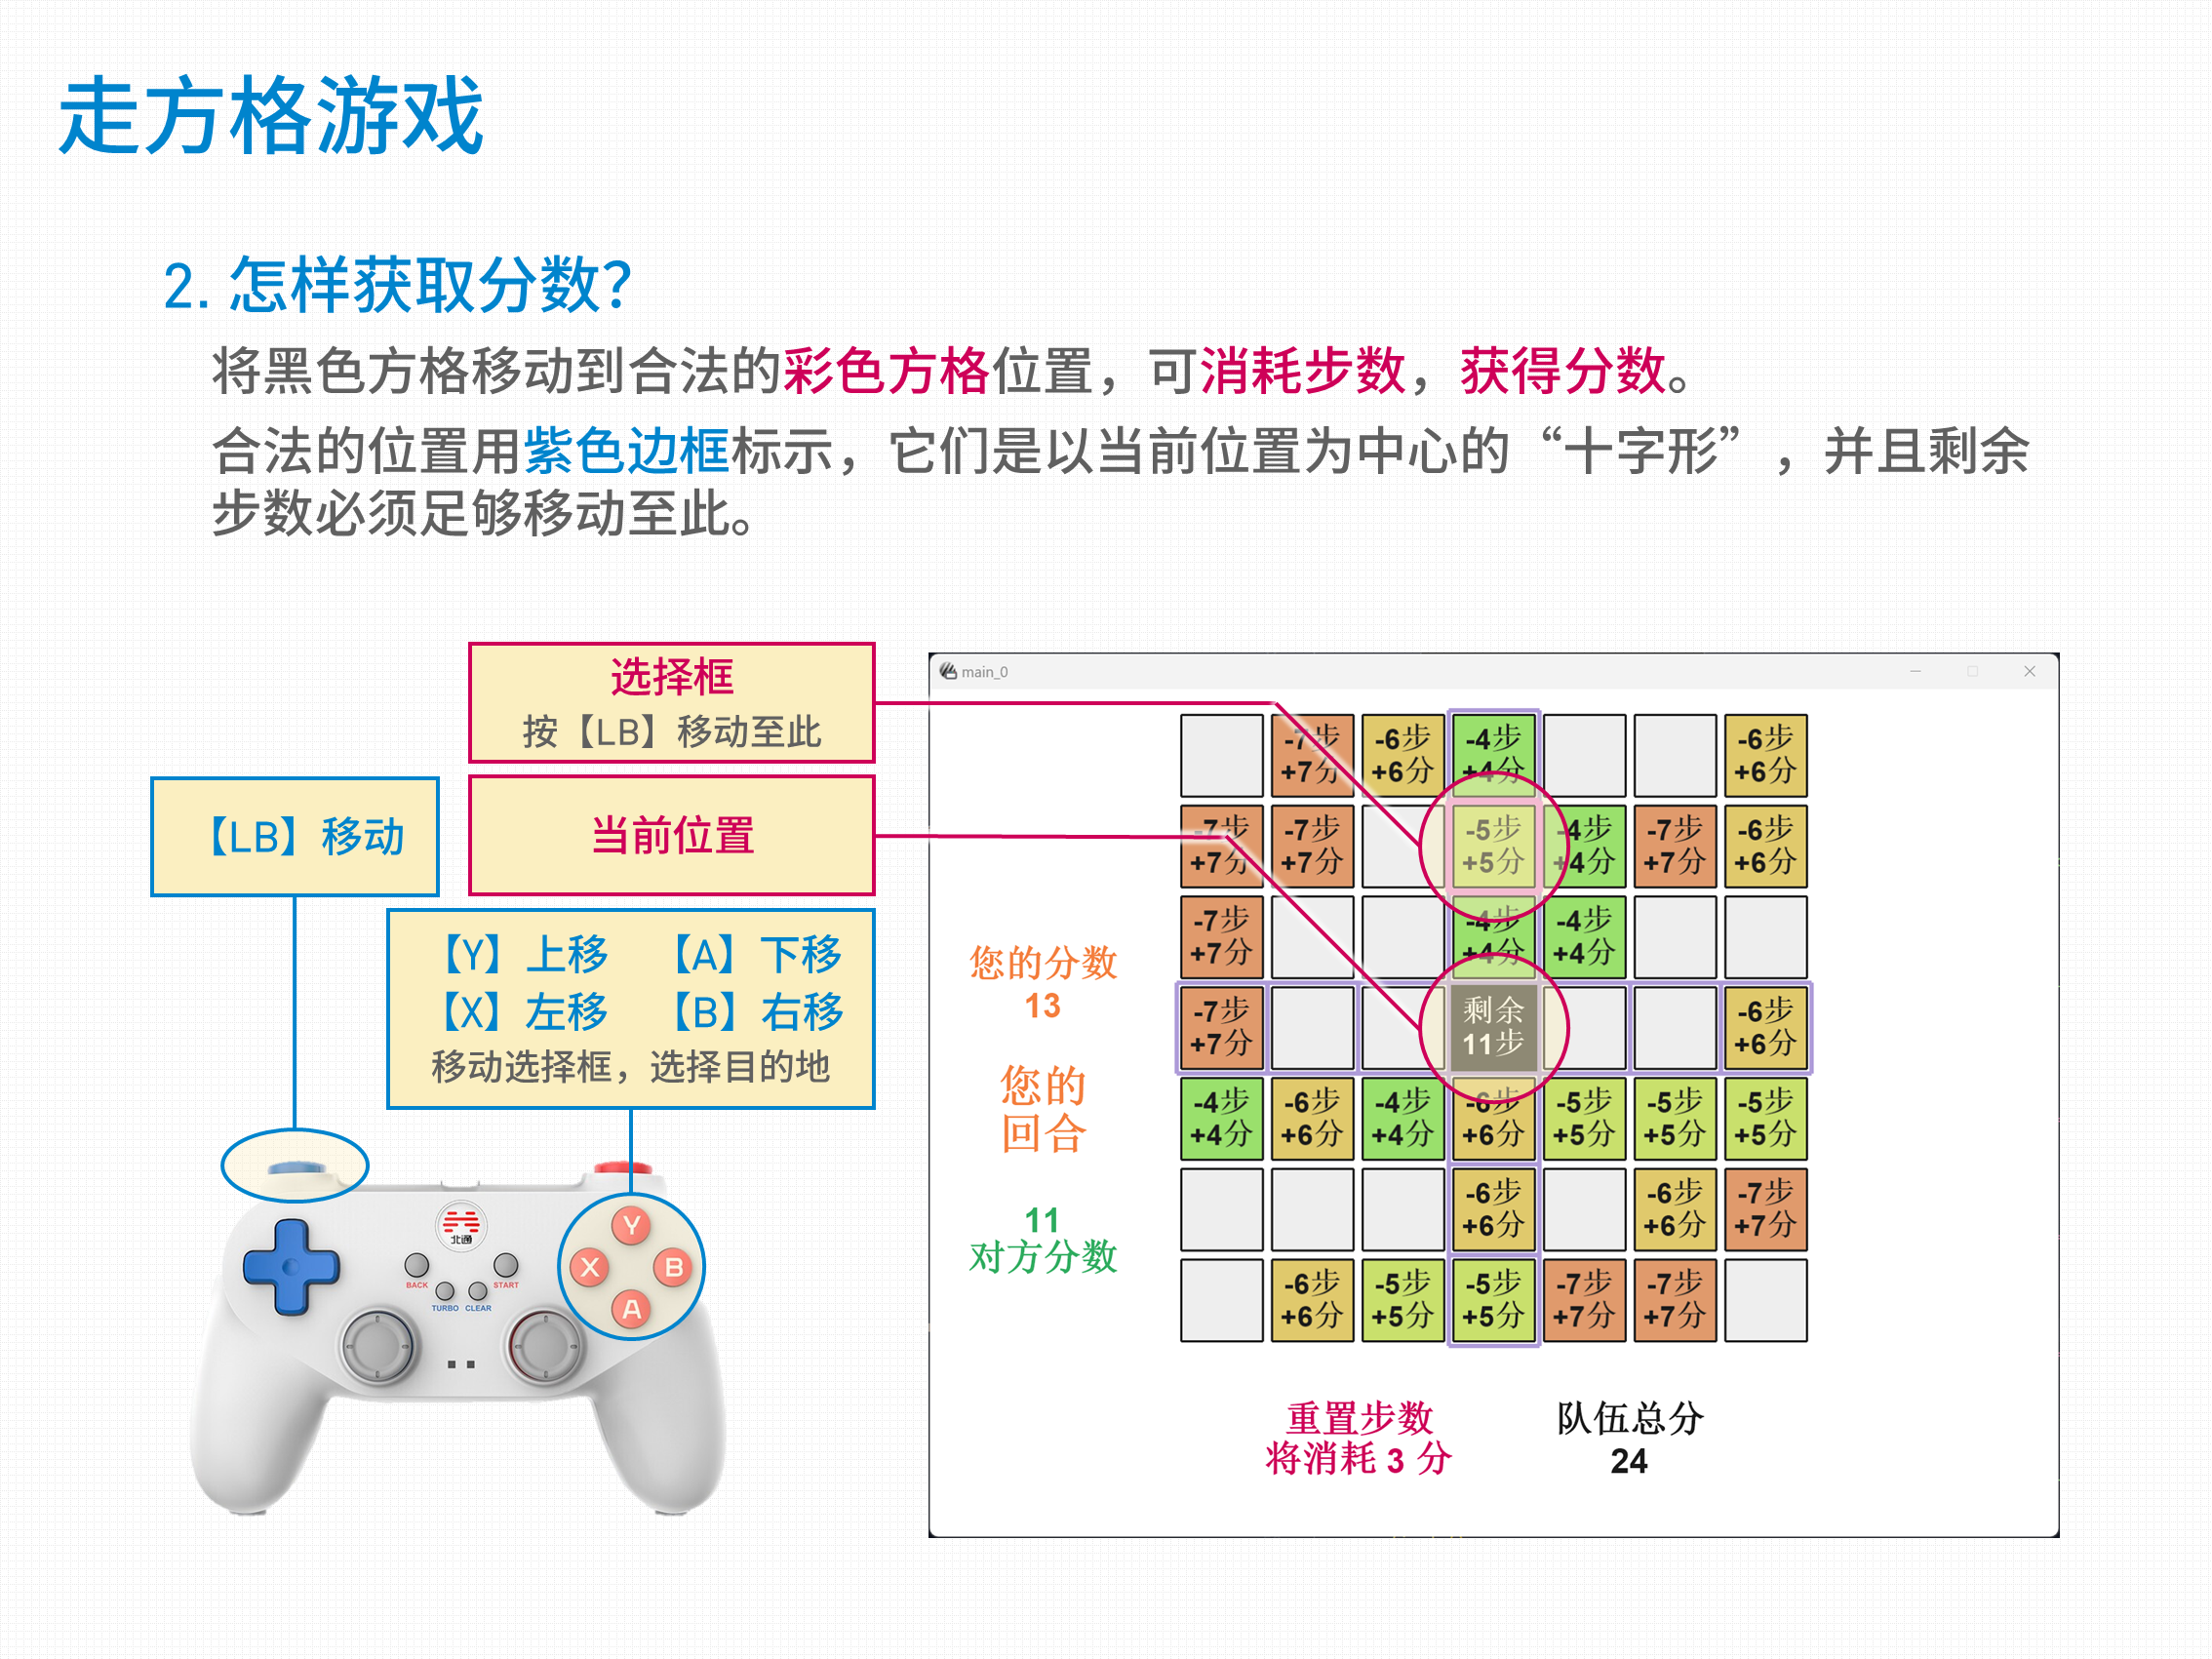 走方格游戏
2. 怎样获取分数？
将黑色方格移动到合法的彩色方格位置，可消耗步数，获得分数。
合法的位置用紫色边框标示，它们是以当前位置为中心的“十字形”，并且剩余
步数必须足够移动至此。
选择框
按【LB】移动至此
【LB】移动
当前位置
【Y】上移 【A】下移
【X】左移 【B】右移
移动选择框，选择目的地
北通
Y
X
B
A
BACK
START
TURBO
CLEAR
main_0
-7步 -6步 -4步 -6步
+7分 +6分 +4分 +6分
-7步 -7步 -5步 -4步 -7步 -6步
+7分 +7分 +5分 +4分 +7分 +6分
-7步 -4步 -4步
+7分 +4分 +4分
-7步 剩余 -6步
+7分 11步 +6分
-4步 -6步 -4步 -6步 -5步 -5步 -5步
+4分 +6分 +4分 +6分 +5分 +5分 +5分
-6步 -6步 -7步
+6分 +6分 +7分
-6步 -5步 -5步 -7步 -7步
+6分 +5分 +5分 +7分 +7分
您的分数
13
您的
回合
11
对方分数
重置步数
将消耗 3 分
队伍总分
24